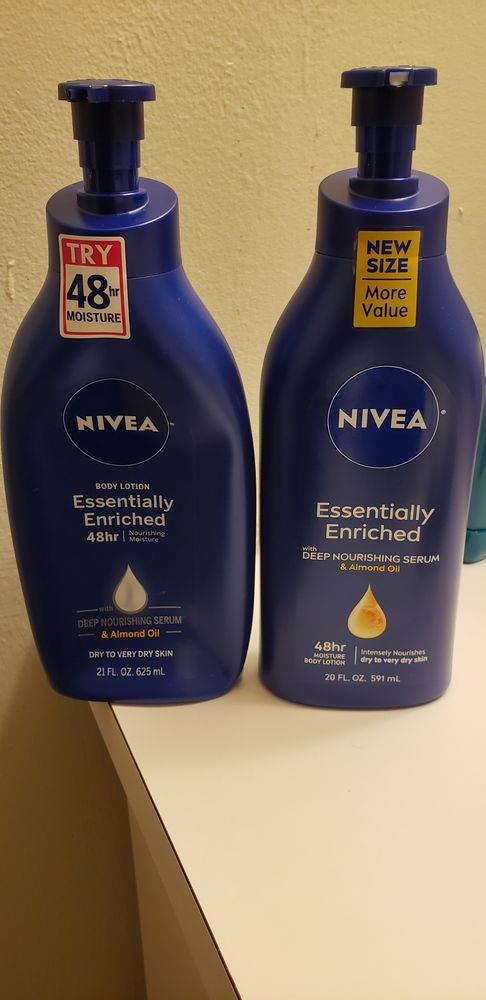 TRY
48hr
MOISTURE
NIVEA
BODY LOTION
Essentially
Enriched
48hr | Nourishing
Moisture
with
DEEP NOURISHING SERUM
& Almond Oil
DRY TO VERY DRY SKIN
21 FL. OZ. 625 mL
NEW
SIZE
More
Value
NIVEA
Essentially
Enriched
with
DEEP NOURISHING SERUM
& Almond Oil
48hr
MOISTURE
BODY LOTION
Intensely Nourishes
dry to very dry skin
20 FL. OZ. 591 mL